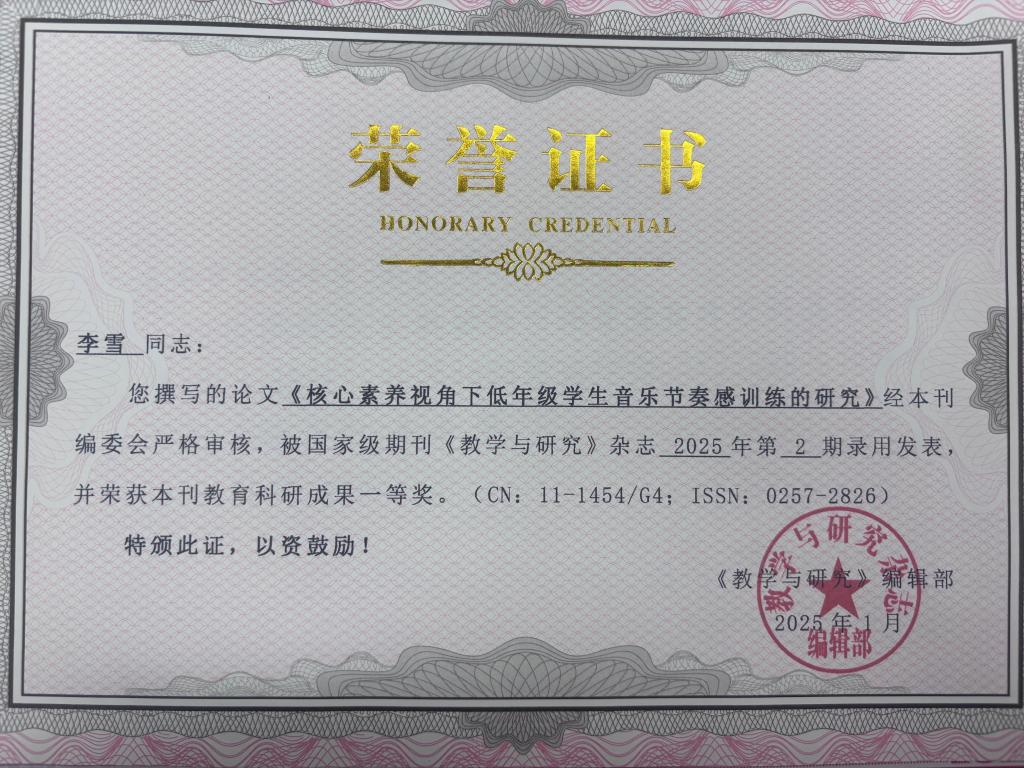 荣誉证书
HONORARY CREDENTIAL
李雪 同志：
您撰写的论文《核心素养视角下低年级学生音乐节奏感训练的研究》经本刊
编委会严格审核，被国家级期刊《教学与研究》杂志 2025 年第 2 期录用发表，
并荣获本刊教育科研成果一等奖。（CN：11-1454/G4；ISSN：0257-2826）
特颁此证，以资鼓励！
《教学与研究》编辑部
2025 年 1 月
教学与研究杂志
编辑部